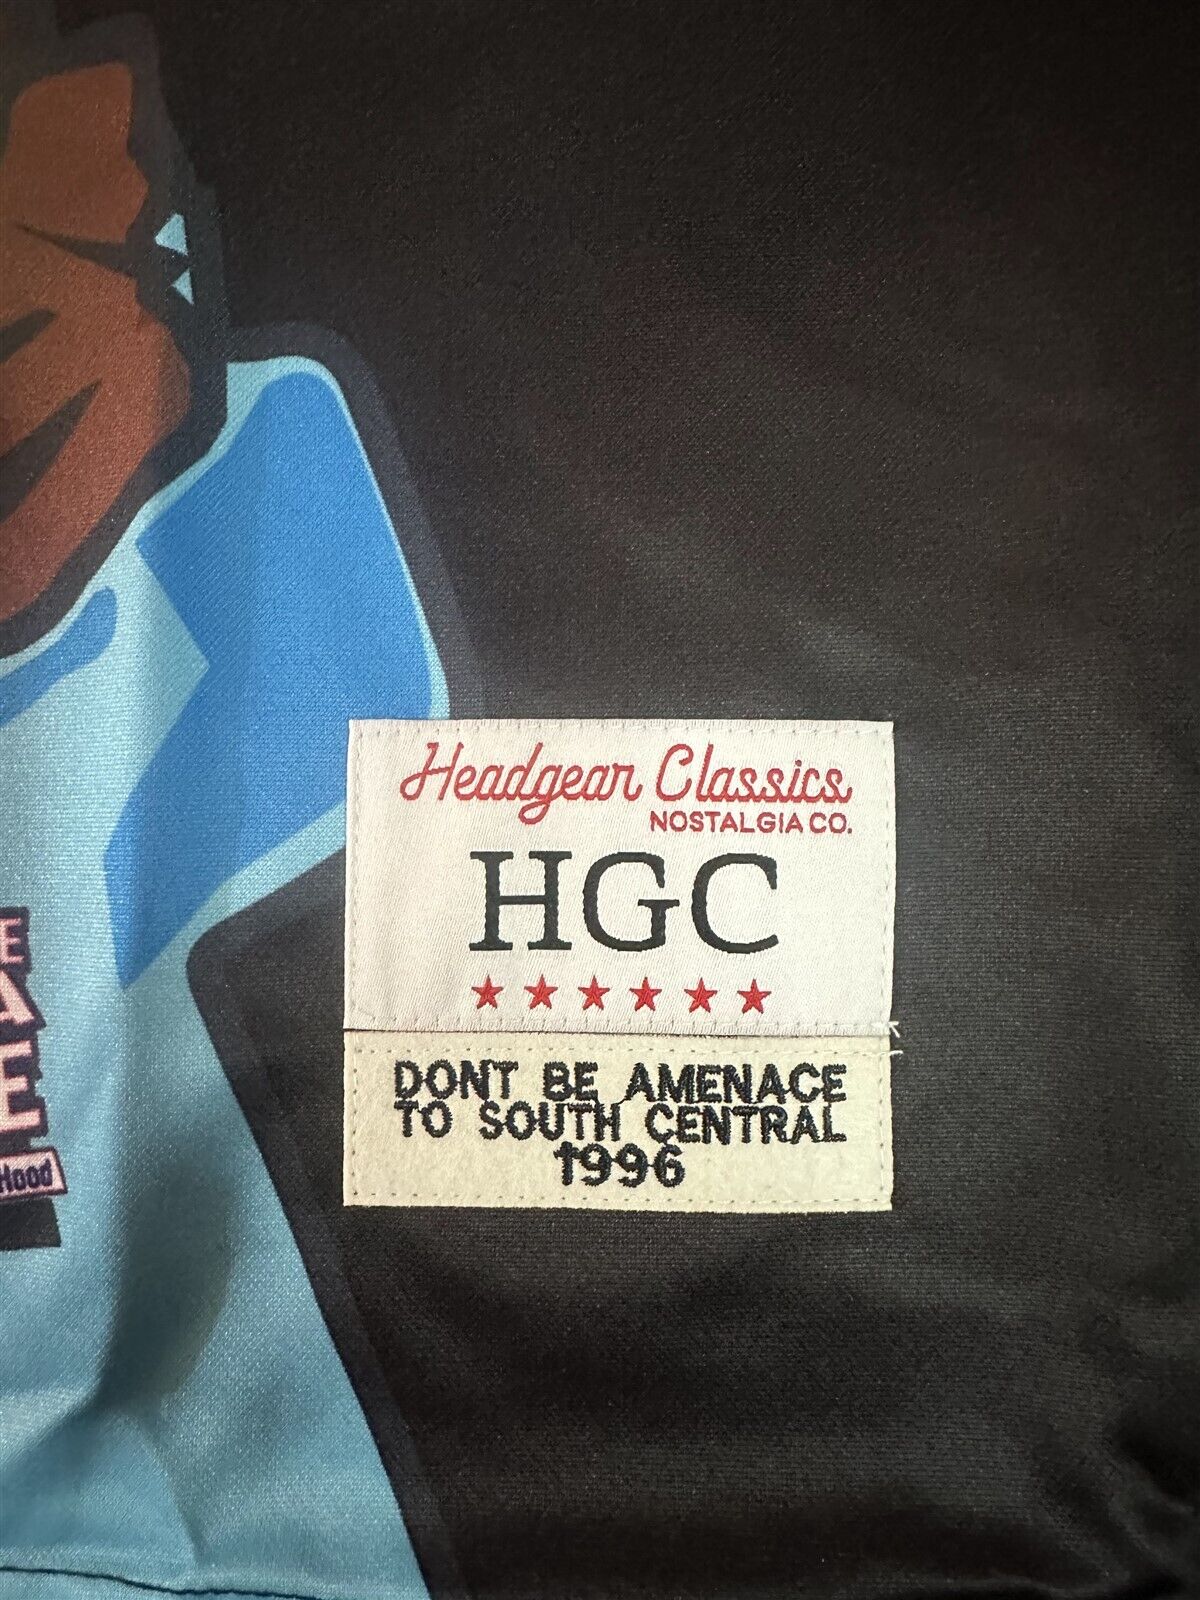 Headgear Classics
NOSTALGIA CO.
HGC
DONT BE AMENACE
TO SOUTH CENTRAL
1996
E
E
Hood